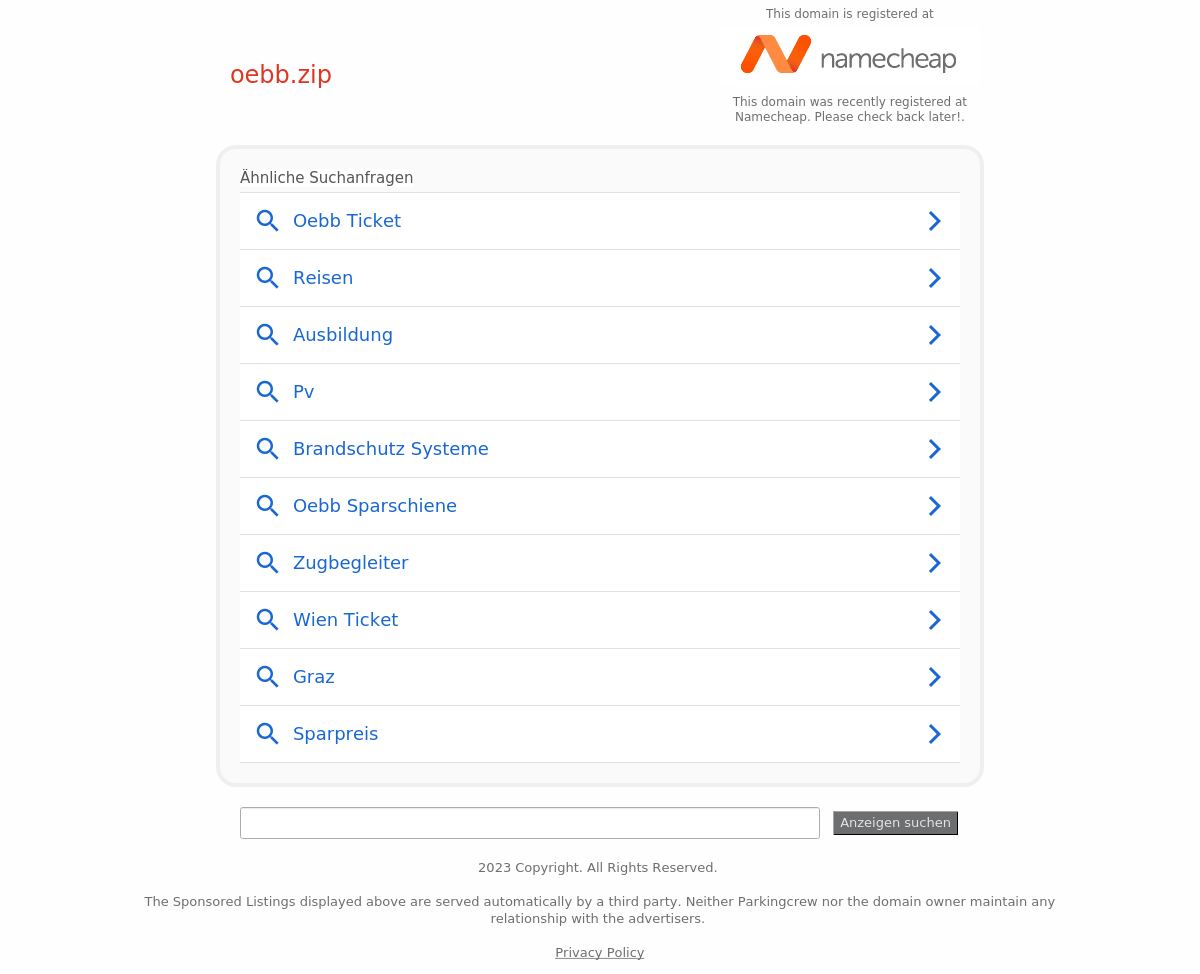 This domain is registered at
namecheap
oebb.zip
This domain was recently registered at
Namecheap. Please check back later!.
Ähnliche Suchanfragen
Oebb Ticket
Reisen
Ausbildung
Pv
Brandschutz Systeme
Oebb Sparschiene
Zugbegleiter
Wien Ticket
Graz
Sparpreis
Anzeigen suchen
2023 Copyright. All Rights Reserved.
The Sponsored Listings displayed above are served automatically by a third party. Neither Parkingcrew nor the domain owner maintain any
relationship with the advertisers.
Privacy Policy